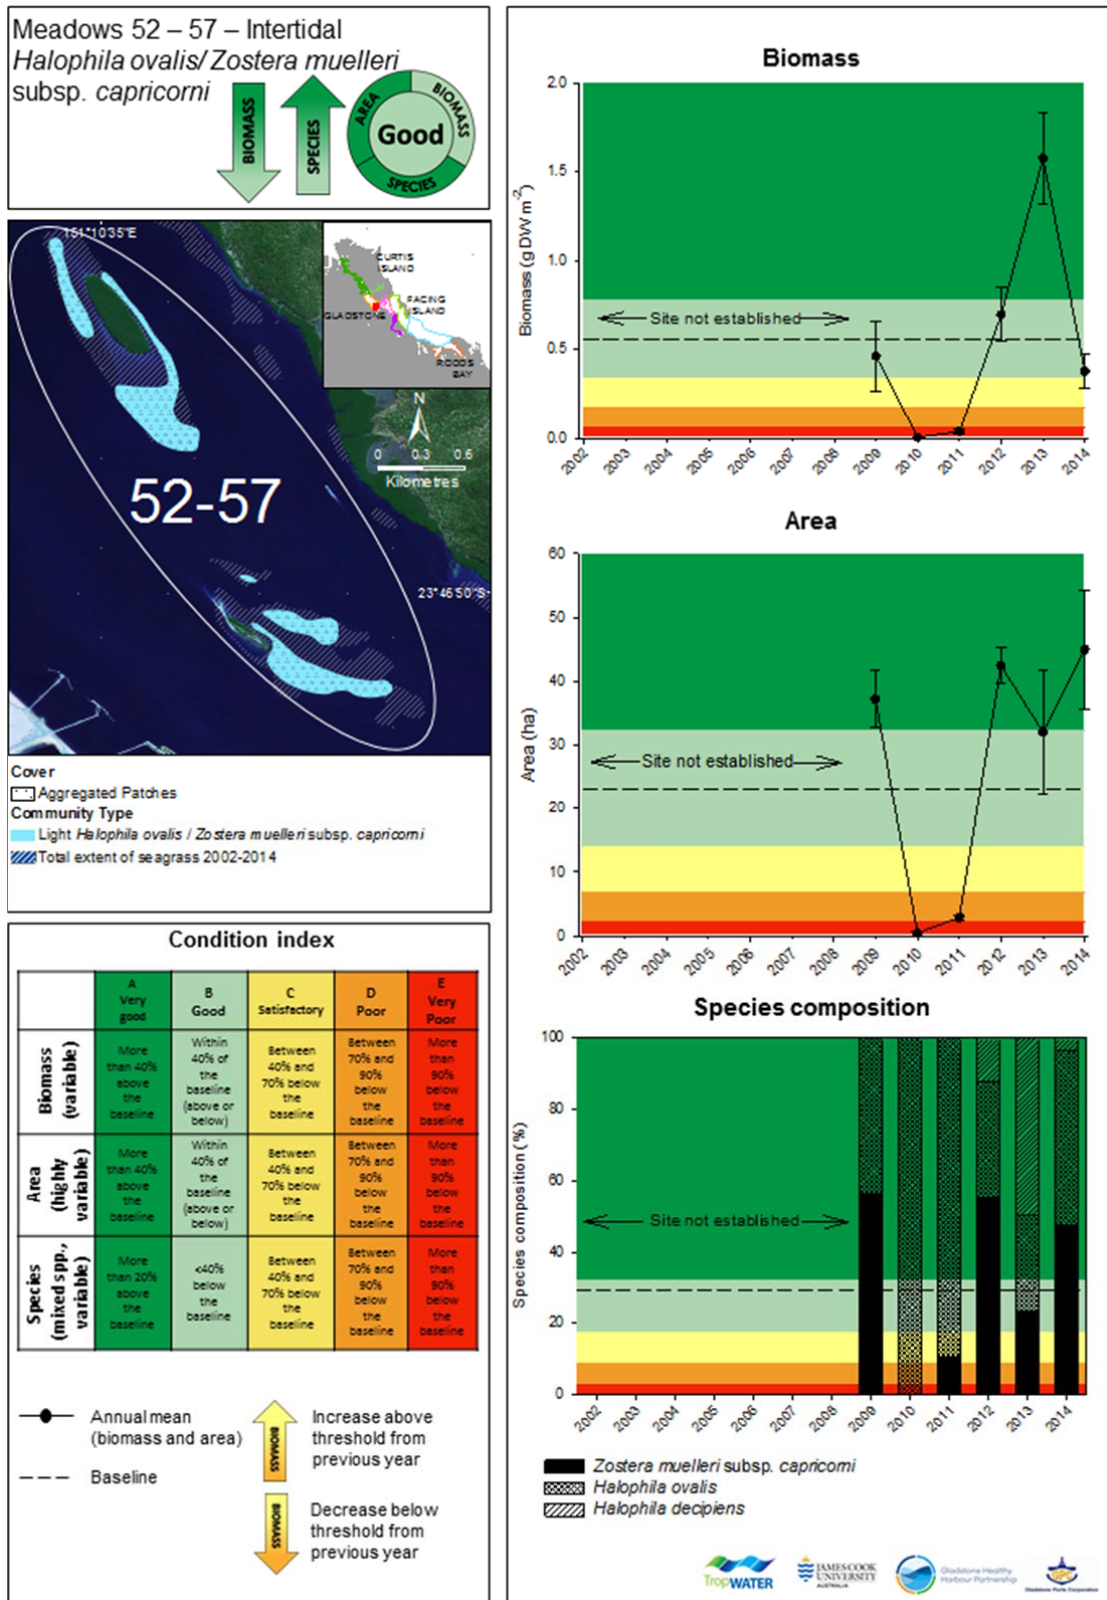 Meadows 52 – 57 – Intertidal
Halophila ovalis/ Zostera muelleri
subsp. capricorni
BIOMASS
SPECIES
AREA
BIOMASS
SPECIES
Good
151°10'35"E
CURTIS
ISLAND
FACING
ISLAND
GLADSTONE
RODDS
BAY
N
0 0.3 0.6
Kilometres
52-57
23°46'50"S
Cover
Aggregated Patches
Community Type
Light Halophila ovalis / Zostera muelleri subsp. capricorni
Total extent of seagrass 2002-2014
Condition index
A
Very
good
B
Good
C
Satisfactory
D
Poor
E
Very
Poor
Biomass
(variable)
More
than 40%
above
the
baseline
Within
40% of
the
baseline
(above or
below)
Between
40% and
70% below
the
baseline
Between
70% and
90%
below
the
baseline
More
than
90%
below
the
baseline
Area
(highly
variable)
More
than 40%
above
the
baseline
Within
40% of
the
baseline
(above or
below)
Between
40% and
70% below
the
baseline
Between
70% and
90%
below
the
baseline
More
than
90%
below
the
baseline
Species
(mixed spp.,
variable)
More
than 20%
above
the
baseline
<40%
below
the
baseline
Between
40% and
70% below
the
baseline
Between
70% and
90%
below
the
baseline
More
than
90%
below
the
baseline
Annual mean
(biomass and area)
Baseline
BIOMASS
Increase above
threshold from
previous year
BIOMASS
Decrease below
threshold from
previous year
Biomass
Biomass (g DW m-2)
2.0
1.5
1.0
0.5
0.0
Site not established
2002 2003 2004 2005 2006 2007 2008 2009 2010 2011 2012 2013 2014
Area
Area (ha)
60
50
40
30
20
10
0
Site not established
2002 2003 2004 2005 2006 2007 2008 2009 2010 2011 2012 2013 2014
Species composition
Species composition (%)
100
80
60
40
20
0
Site not established
2002 2003 2004 2005 2006 2007 2008 2009 2010 2011 2012 2013 2014
Zostera muelleri subsp. capricorni
Halophila ovalis
Halophila decipiens
TropWATER
JAMES COOK
UNIVERSITY
AUSTRALIA
Gladstone Healthy
Harbour Partnership
GPC
Gladstone Ports Corporation